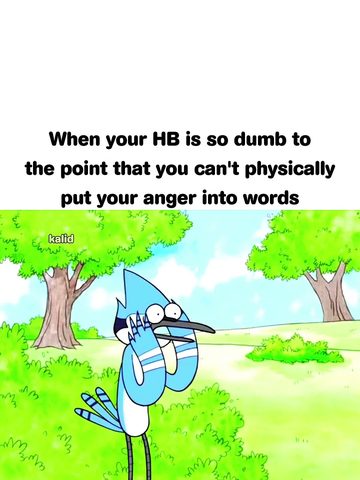 When your HB is so dumb to
the point that you can't physically
put your anger into words
kalid